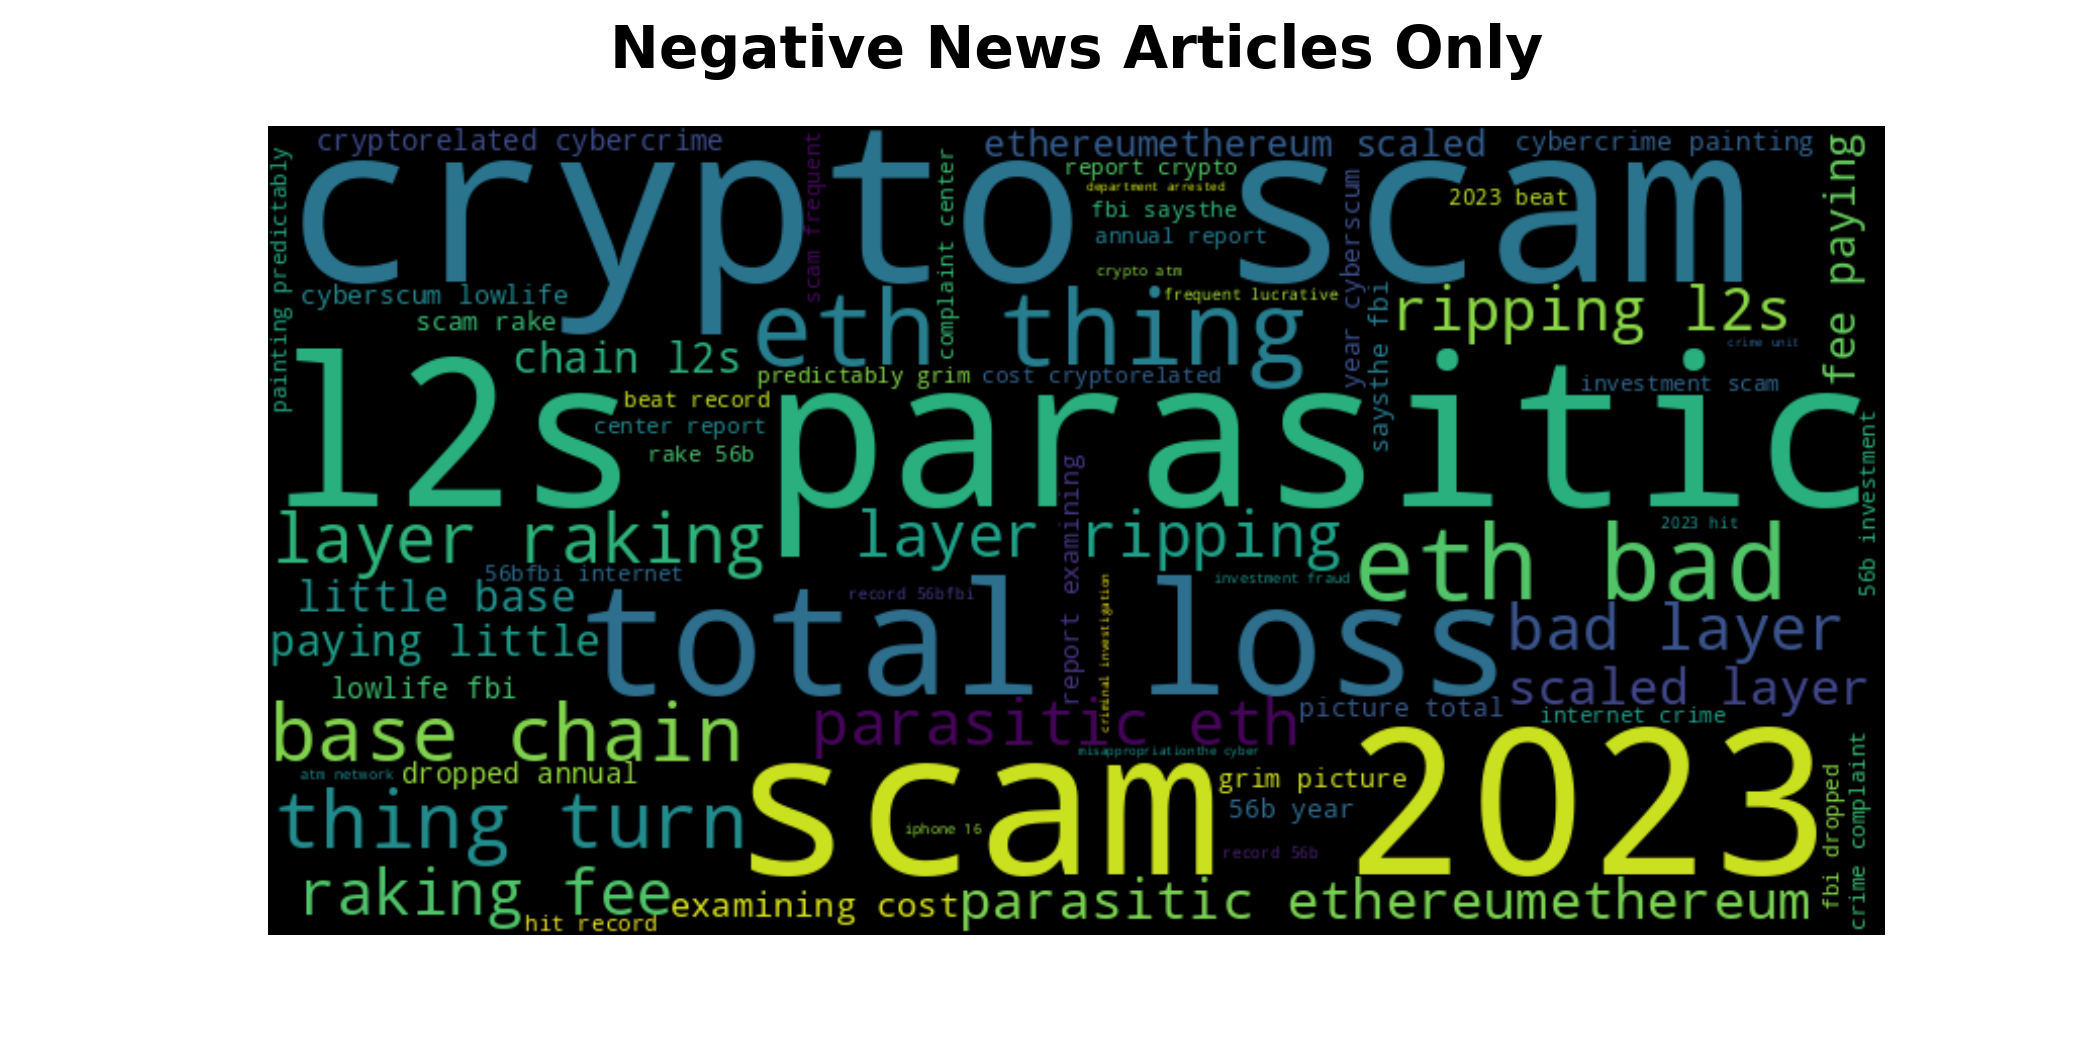 Negative News Articles Only
cryptorelated cybercrime
ethereumethereum scaled
cybercrime painting
painting predictably
scam frequent
complaint center
report crypto
department arrested
fbi saysthe
annual report
crypto atm
frequent lucrative
2023 beat
year cyberscum
fee paying
crypto scam
cyberscum lowlife
scam rake
eth thing
saysthe fbi
ripping l2s
crime unit
chain l2s
predictably grim
cost cryptorelated
investment scam
l2s parasitic
beat record
center report
rake 56b
56b investment
report examining
layer raking
layer ripping
2023 hit
eth bad
56bfbi internet
investment fraud
little base
record 56bfbi
criminal investigation
total loss
bad layer
paying little
scaled layer
lowlife fbi
parasitic eth
picture total
internet crime
base chain
misappropriationthe cyber
atm network
dropped annual
scam 2023
grim picture
56b year
fbi dropped
crime complaint
thing turn
iphone 16
record 56b
raking fee
examining cost
parasitic ethereumethereum
hit record